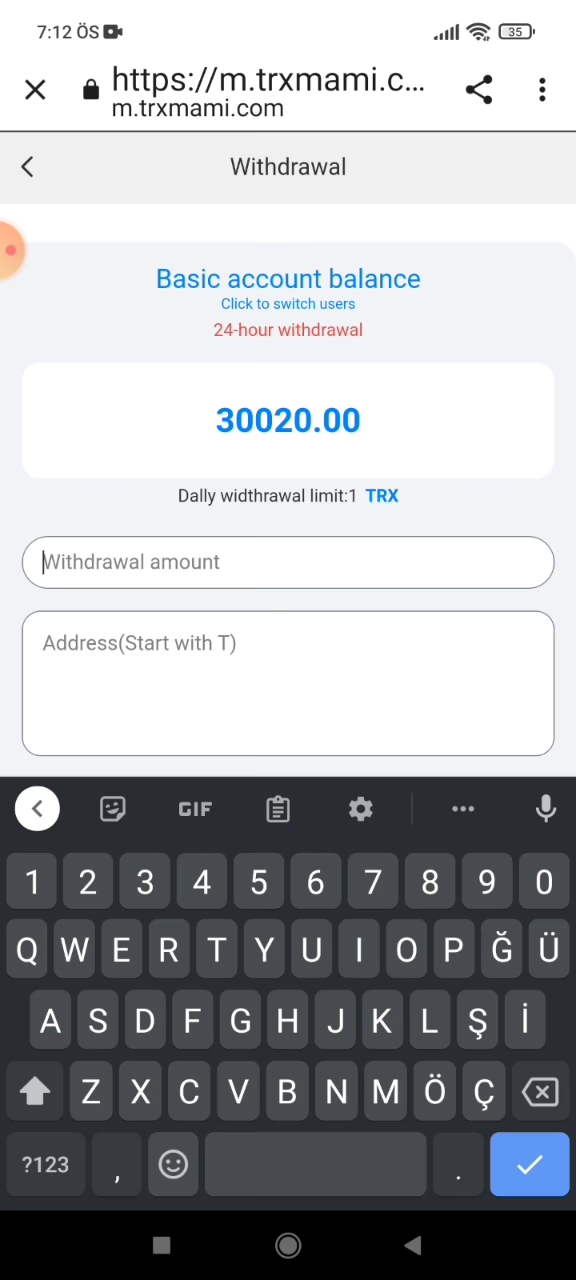 7:12 ÖS
35
https://m.trxmami.c...
m.trxmami.com
Withdrawal
Basic account balance
Click to switch users
24-hour withdrawal
30020.00
Dally widthrawal limit:1 TRX
Withdrawal amount
Address(Start with T)
GIF
1 2 3 4 5 6 7 8 9 0
Q W E R T Y U I O P Ğ Ü
A S D F G H J K L Ş İ
Z X C V B N M Ö Ç
?123 , .